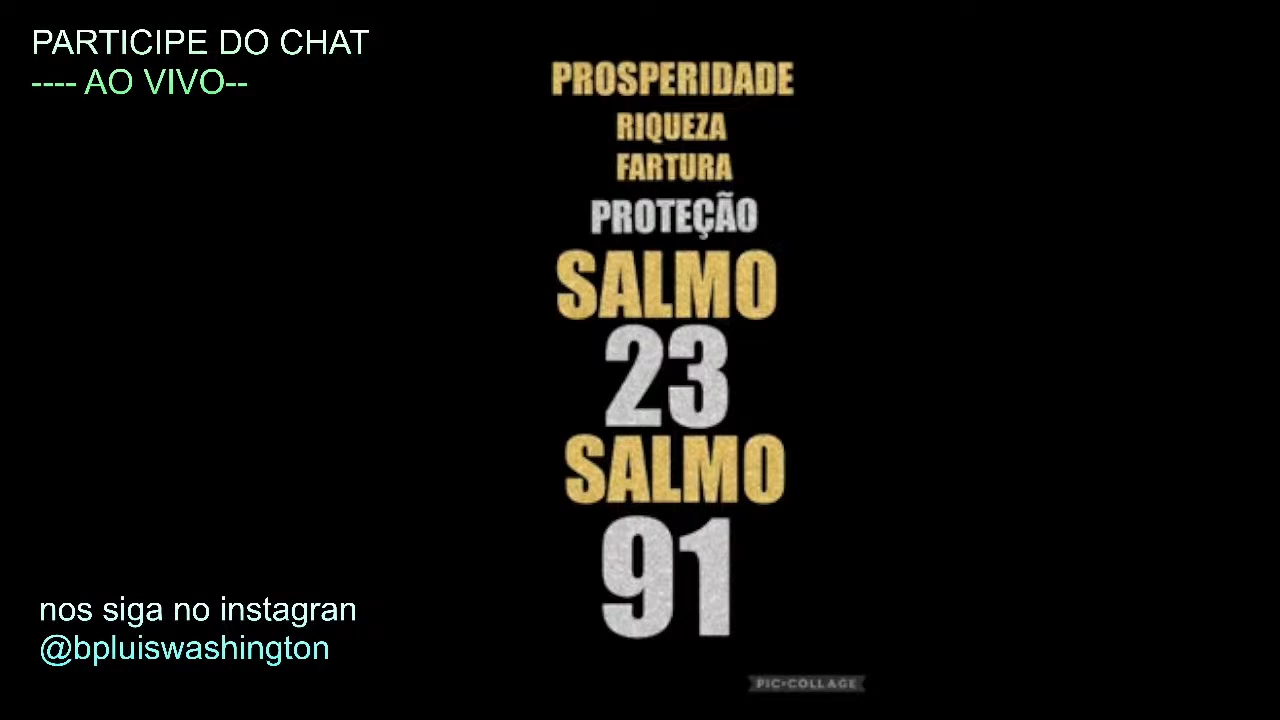 PARTICIPE DO CHAT
---- AO VIVO--
PROSPERIDADE
RIQUEZA
FARTURA
PROTEÇÃO
SALMO
23
SALMO
91
nos siga no instagran
@bpluiswashington
PIC•COLLAGE